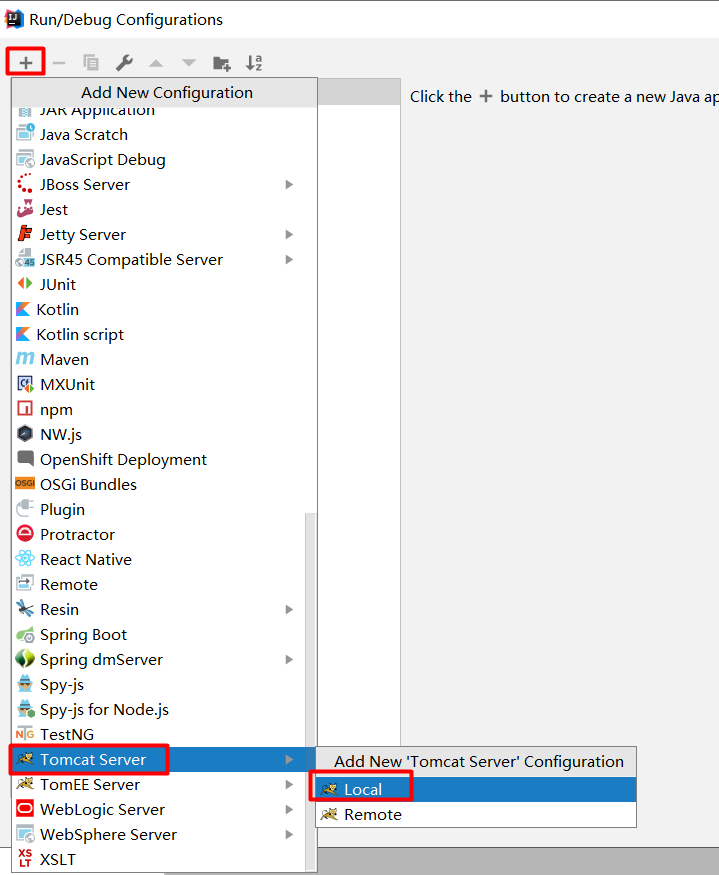 Run/Debug Configurations
Add New Configuration
Click the + button to create a new Java ap
JAR Application
Java Scratch
JavaScript Debug
JBoss Server
Jest
Jetty Server
JSR45 Compatible Server
JUnit
Kotlin
Kotlin script
Maven
MXUnit
npm
NW.js
OpenShift Deployment
OSGi Bundles
Plugin
Protractor
React Native
Remote
Resin
Spring Boot
Spring dmServer
Spy-js
Spy-js for Node.js
TestNG
Tomcat Server
Add New 'Tomcat Server' Configuration
TomEE Server
Local
WebLogic Server
Remote
WebSphere Server
XSLT